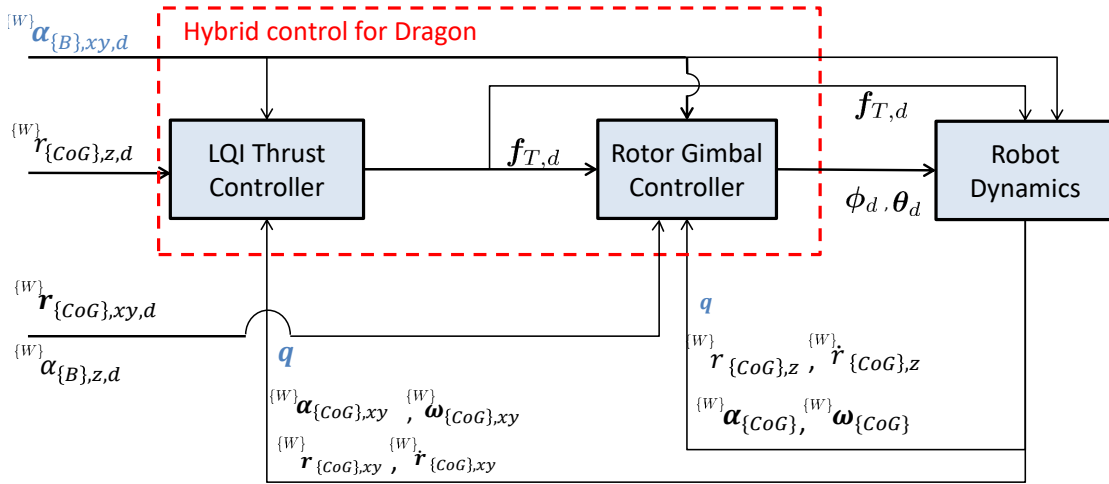 Hybrid control for Dragon
{W}α{B},xy,d
{W}r{CoG},z,d
LQI Thrust
Controller
f_T,d
Rotor Gimbal
Controller
f_T,d
ϕ_d , θ_d
Robot
Dynamics
{W}r{CoG},xy,d
{W}α{B},z,d
q
{W}α{CoG},xy , {W}ω{CoG},xy
{W}r{CoG},xy , {W}ṙ{CoG},xy
q
{W}r{CoG},z , {W}ṙ{CoG},z
{W}α{CoG}, {W}ω{CoG}